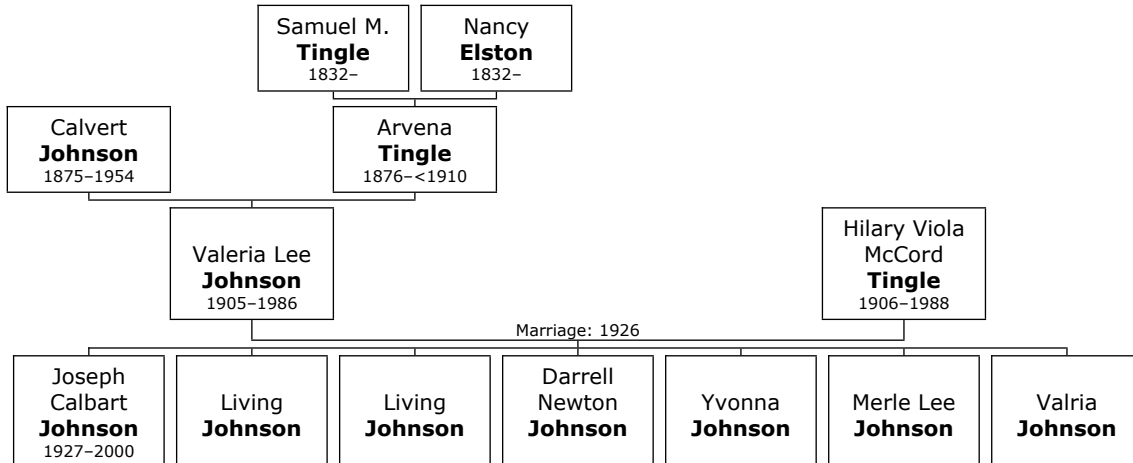 Samuel M.
Tingle
1832–
Nancy
Elston
1832–
Calvert
Johnson
1875–1954
Arvena
Tingle
1876–<1910
Valeria Lee
Johnson
1905–1986
Hilary Viola
McCord
Tingle
1906–1988
Marriage: 1926
Joseph
Calbart
Johnson
1927–2000
Living
Johnson
Living
Johnson
Darrell
Newton
Johnson
Yvonna
Johnson
Merle Lee
Johnson
Valria
Johnson